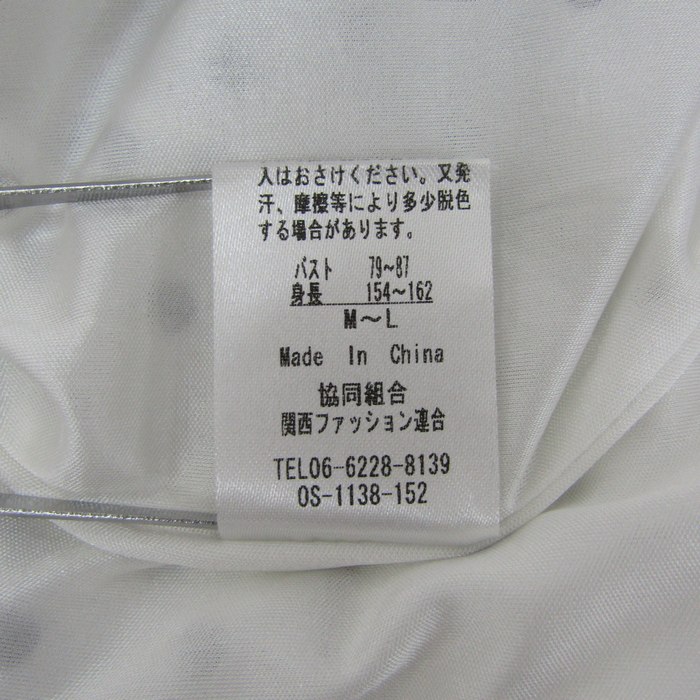 入はおさけください。又発
汗、摩擦等により多少脱色
する場合があります。
バスト 79~87
身長 154~162
M~L
Made In China
協同組合
関西ファッション連合
TEL06-6228-8139
OS-1138-152